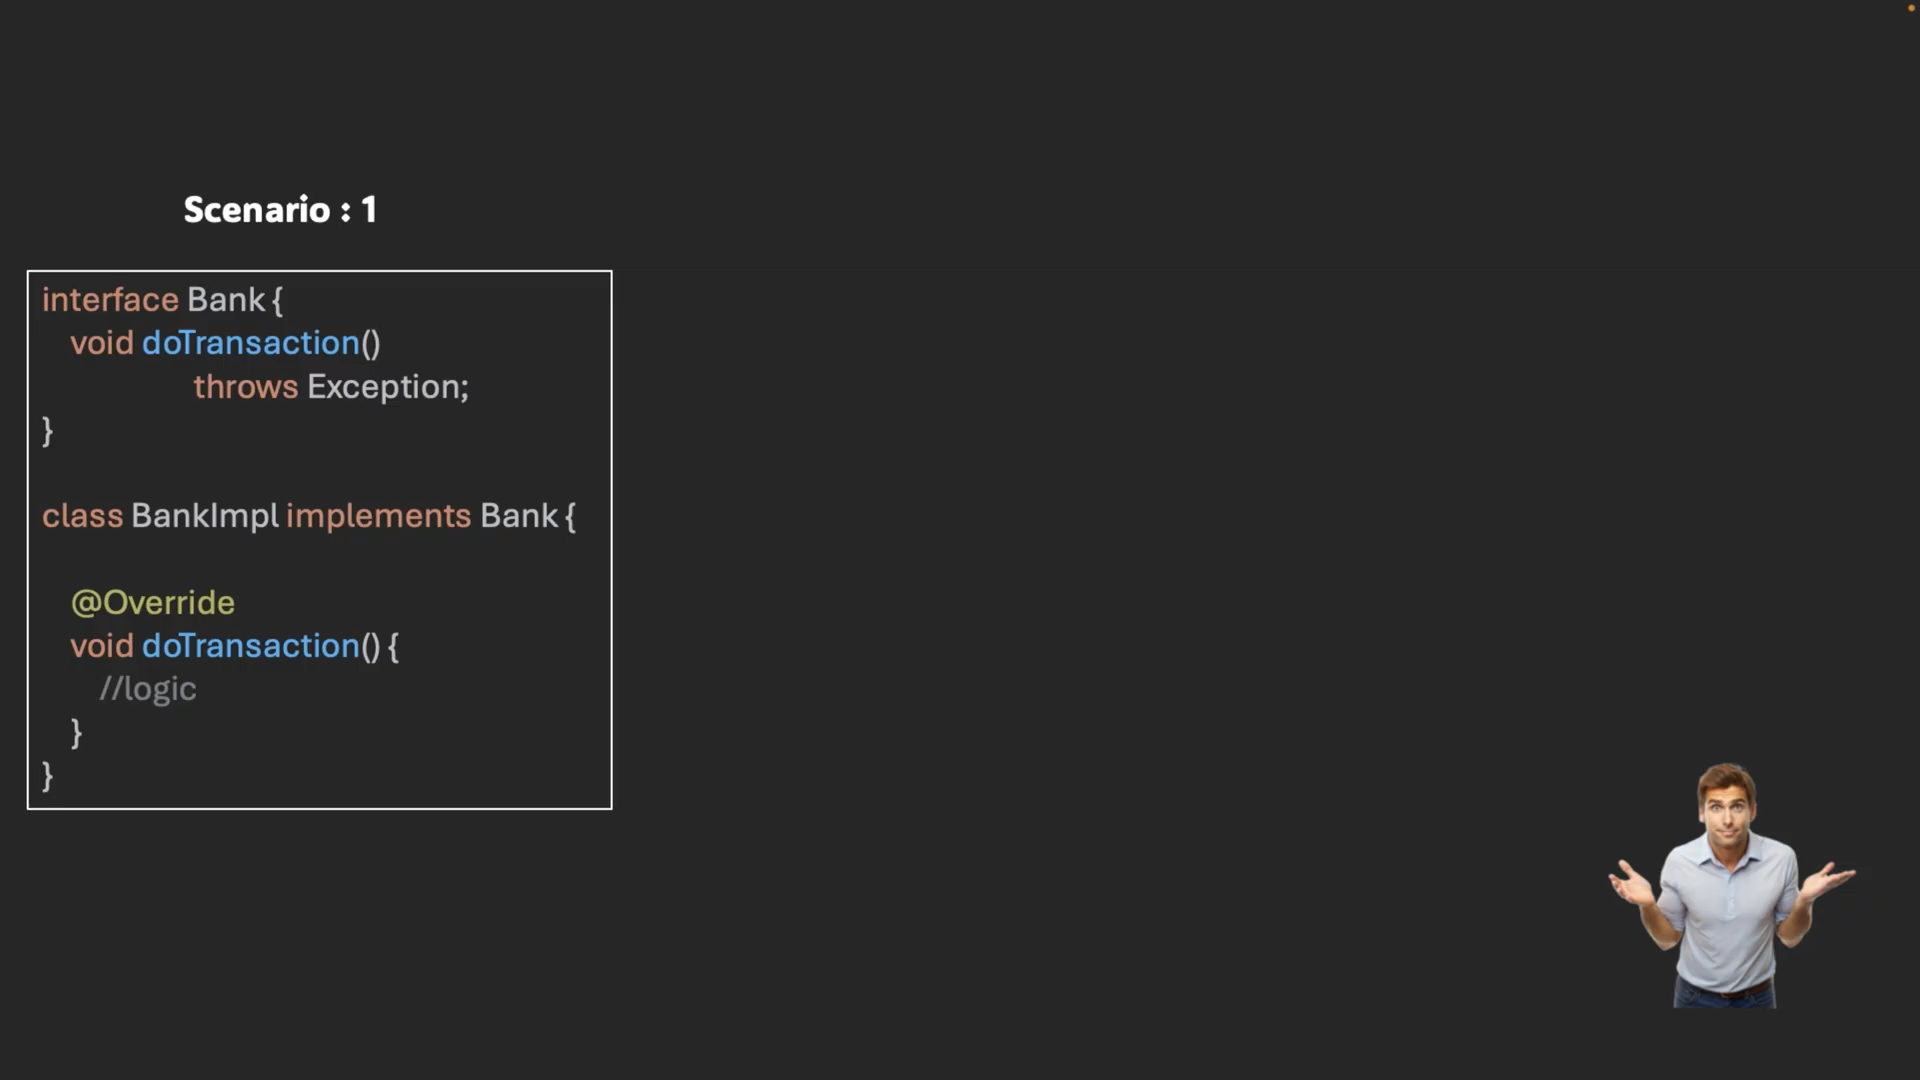 Scenario : 1
interface Bank {
void doTransaction()
throws Exception;
}
class BankImpl implements Bank {
@Override
void doTransaction() {
//logic
}
}